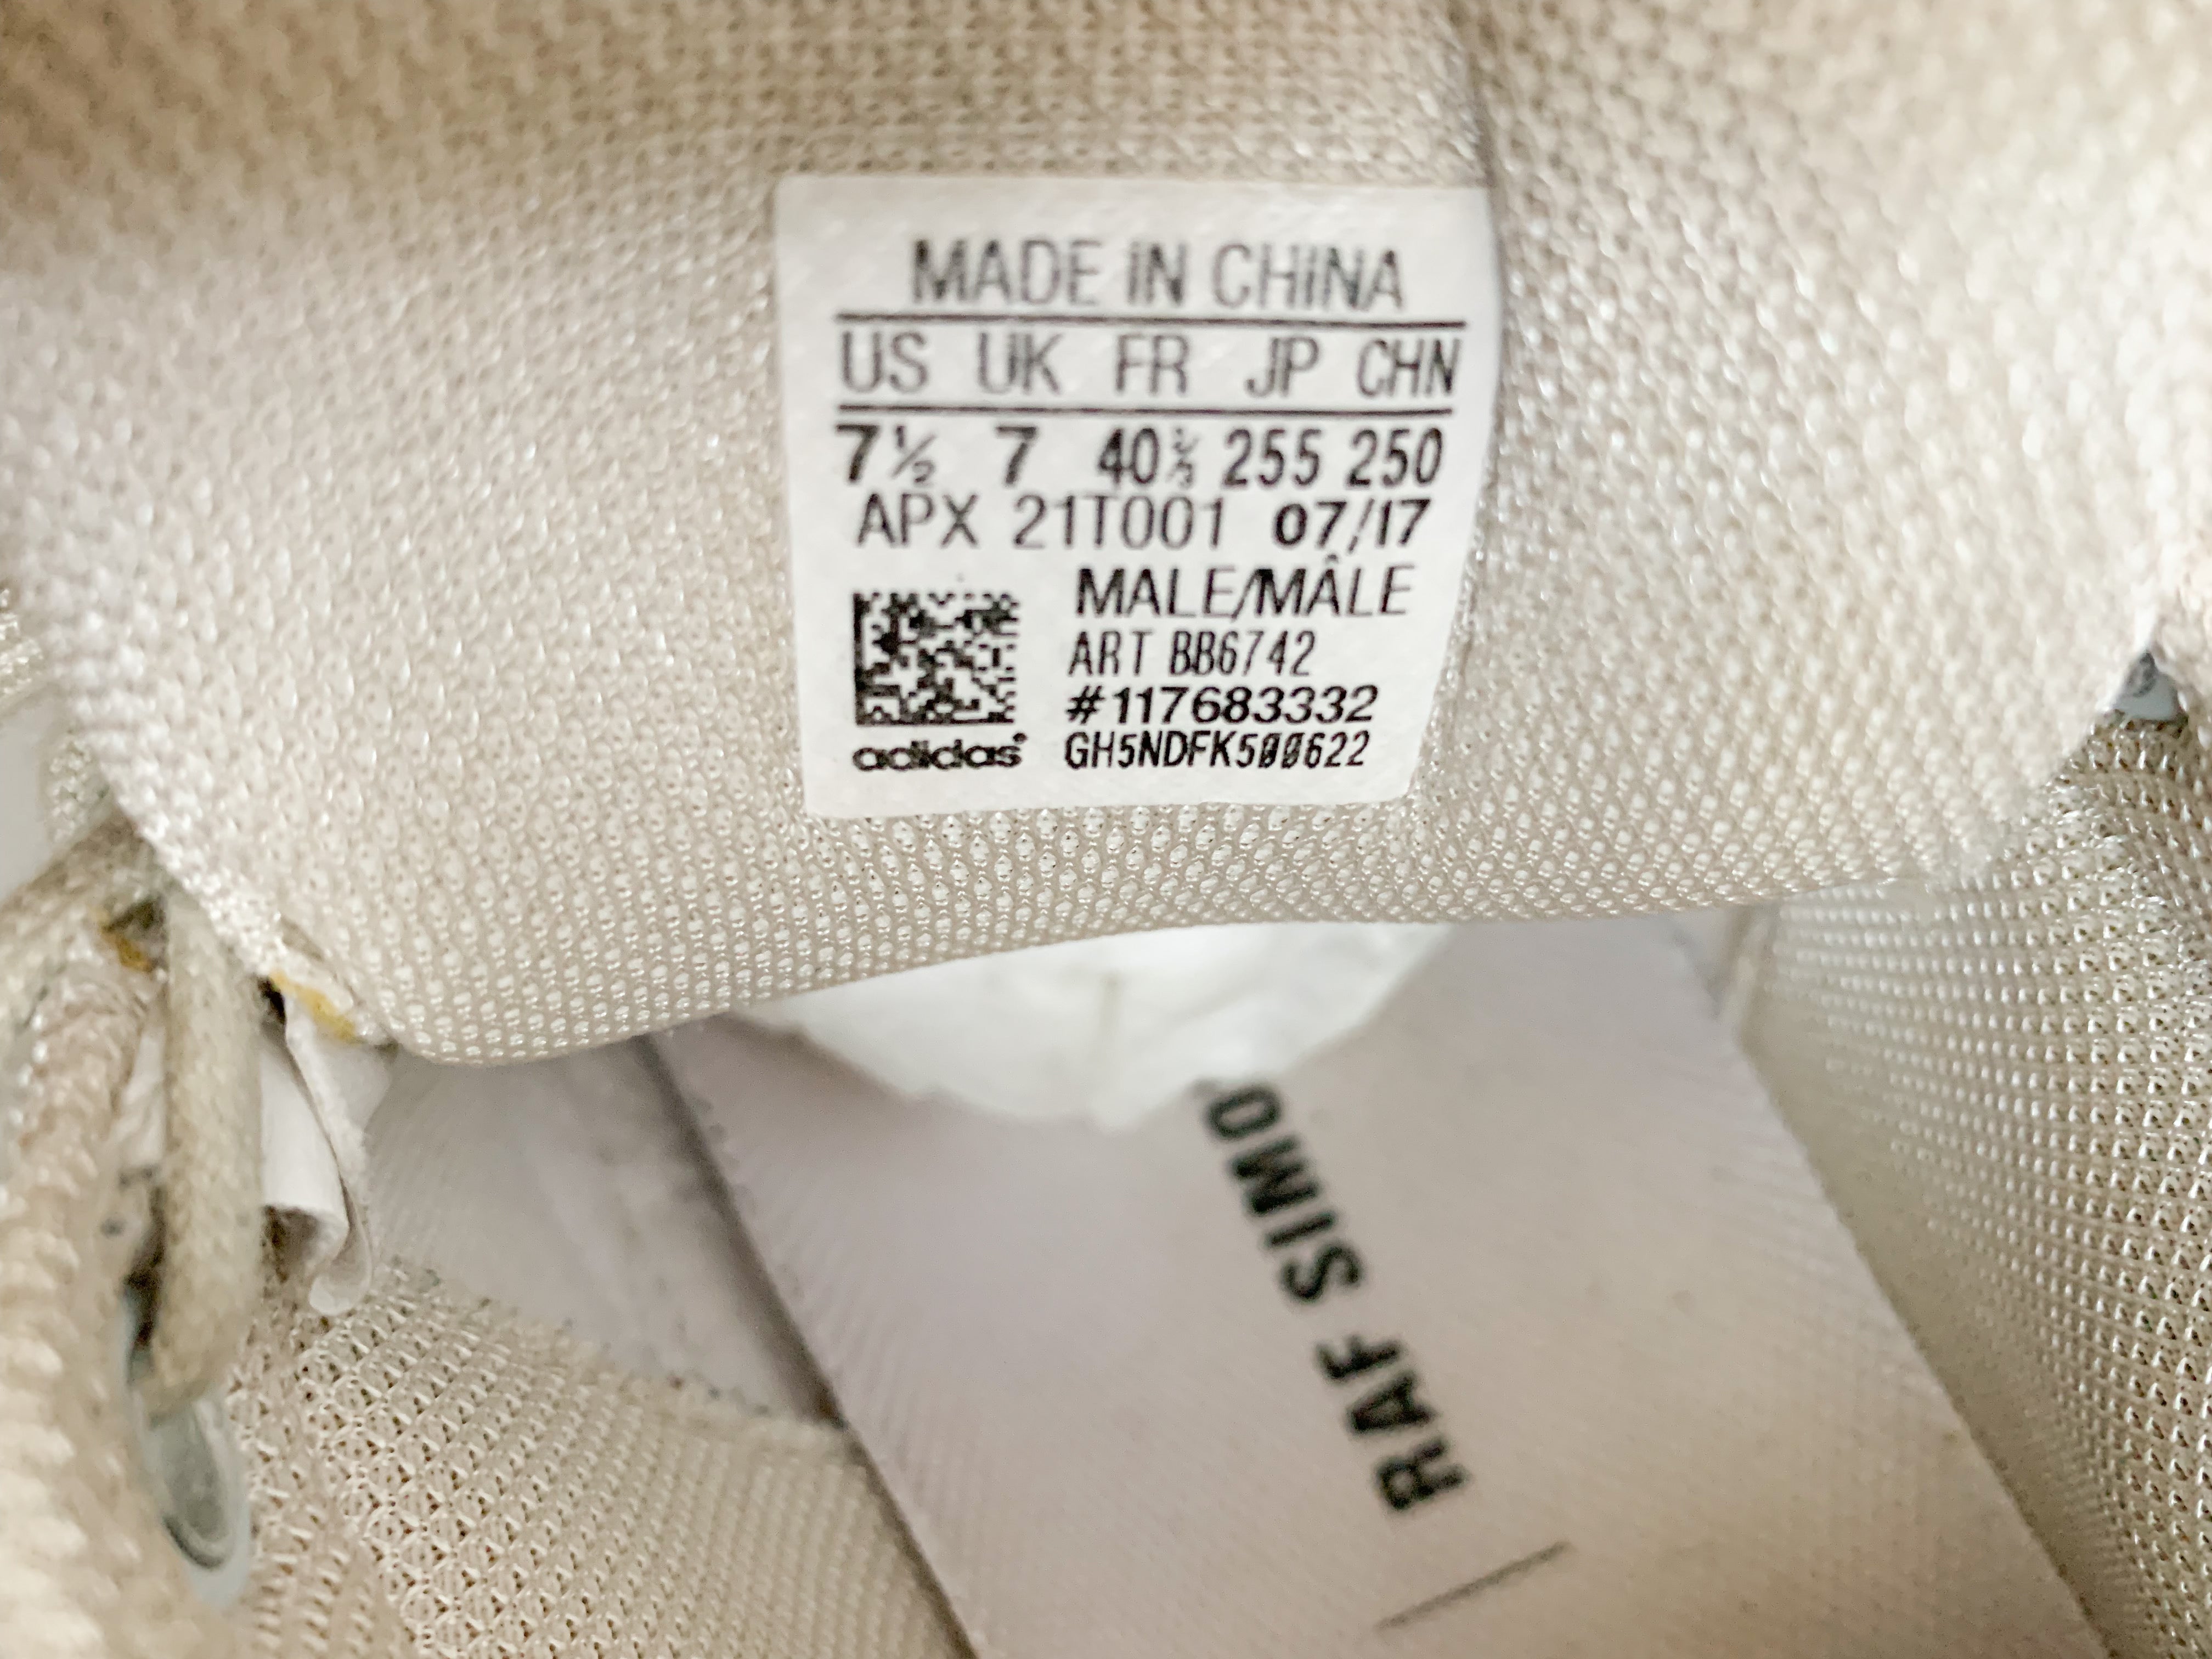 MADE IN CHINA
US UK FR JP CHN
7½ 7 40⅔ 255 250
APX 21T001 07/17
MALE/MÂLE
ART BB6742
#117683332
adidas® GH5NDFK500622
RAF SIMO